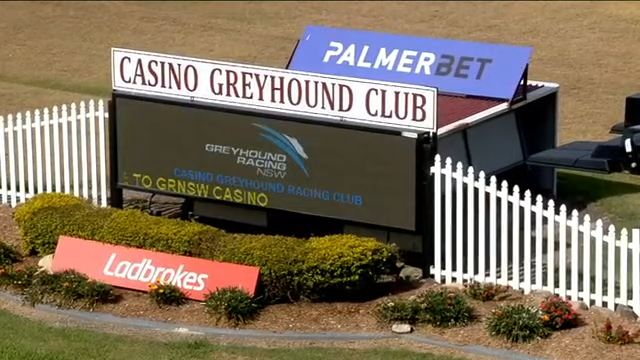 PALMERBET
CASINO GREYHOUND CLUB
GREYHOUND
RACING
NSW
CASINO GREYHOUND RACING CLUB
TO GRNSW CASINO
Ladbrokes